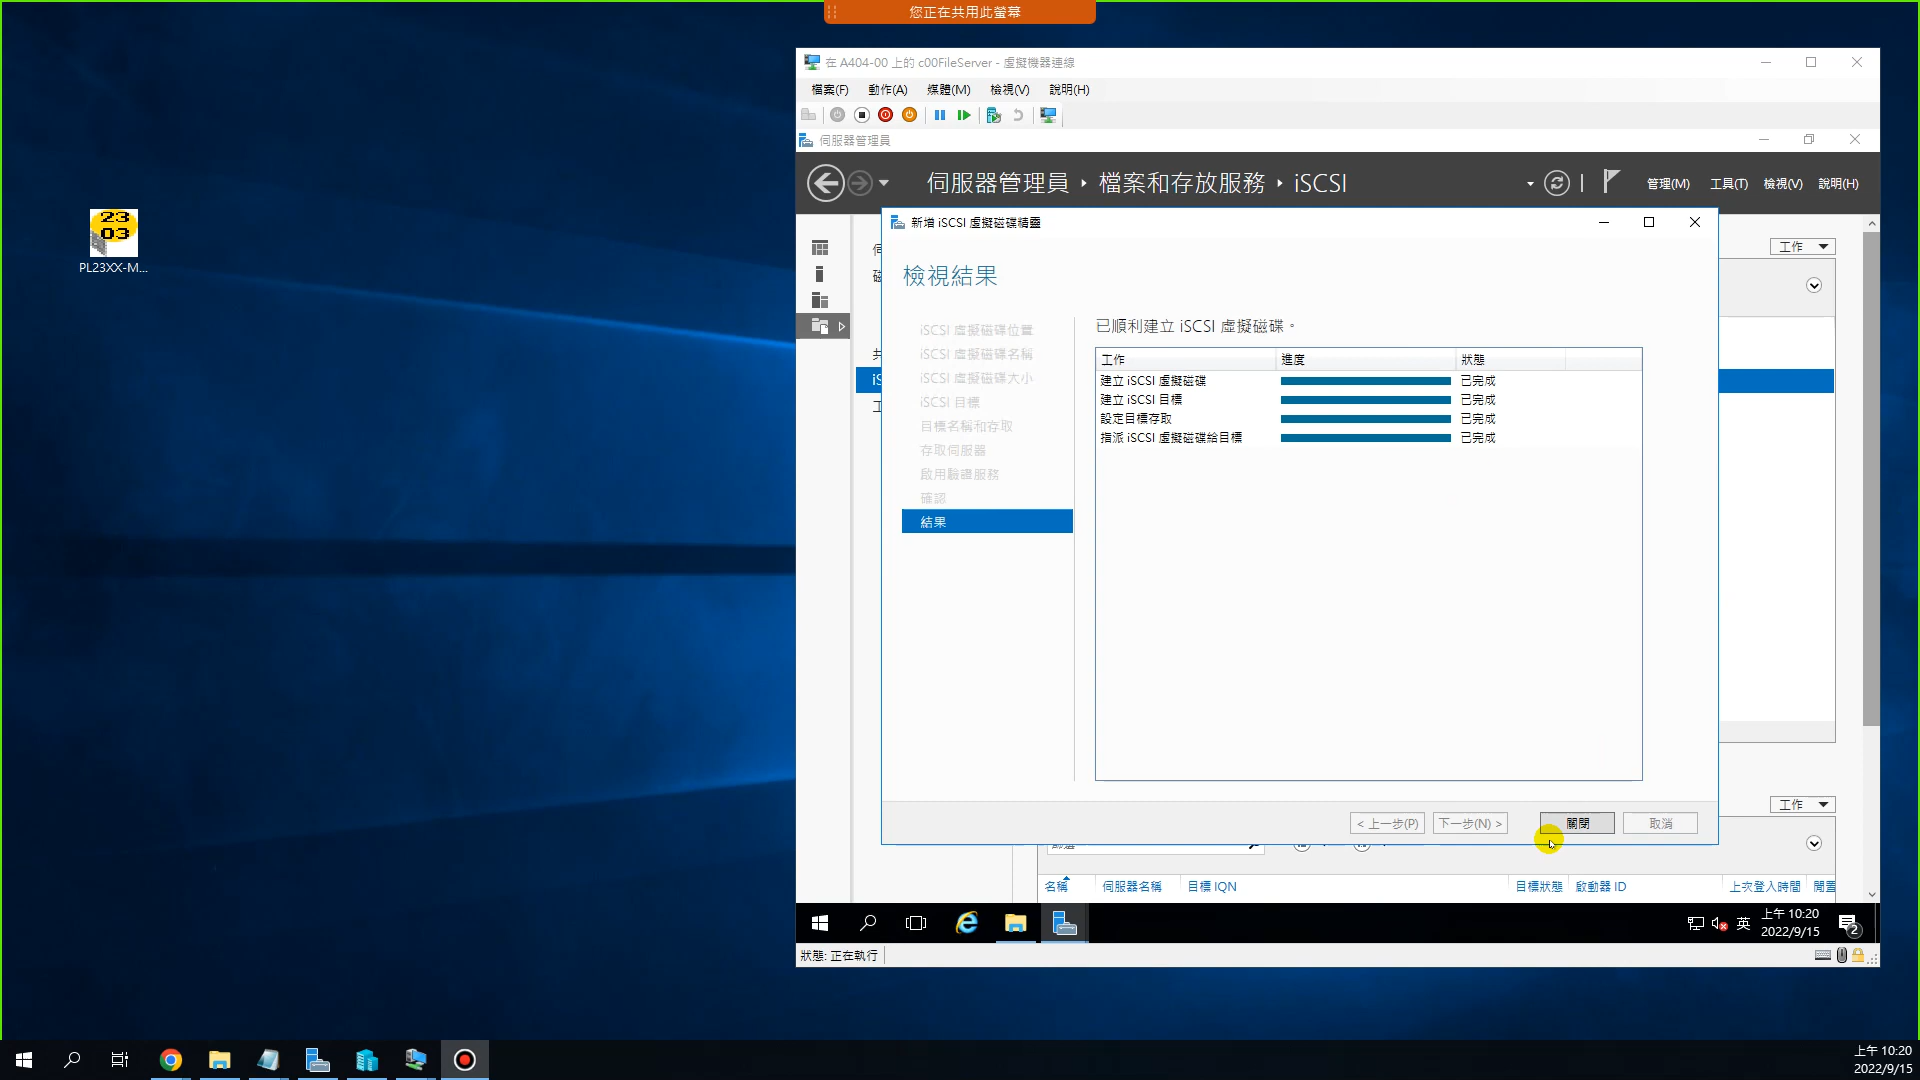 您正在共用此螢幕
在 A404-00 上的 c00FileServer - 虛擬機器連線
檔案(F) 動作(A) 媒體(M) 檢視(V) 說明(H)
伺服器管理員
伺服器管理員 ‣ 檔案和存放服務 ‣ iSCSI
管理(M) 工具(T) 檢視(V) 說明(H)
PL23XX-M...
新增 iSCSI 虛擬磁碟精靈
工作
檢視結果
iSCSI 虛擬磁碟位置
iSCSI 虛擬磁碟名稱
iSCSI 虛擬磁碟大小
iSCSI 目標
目標名稱和存取
存取伺服器
啟用驗證服務
確認
結果
已順利建立 iSCSI 虛擬磁碟。
工作 進度 狀態
建立 iSCSI 虛擬磁碟 已完成
建立 iSCSI 目標 已完成
設定目標存取 已完成
指派 iSCSI 虛擬磁碟給目標 已完成
工作
< 上一步(P) 下一步(N) > 關閉 取消
名稱 伺服器名稱 目標 IQN 目標狀態 啟動器 ID 上次登入時間 閒置
英
上午 10:20
2022/9/15
2
狀態: 正在執行
上午 10:20
2022/9/15
23
03